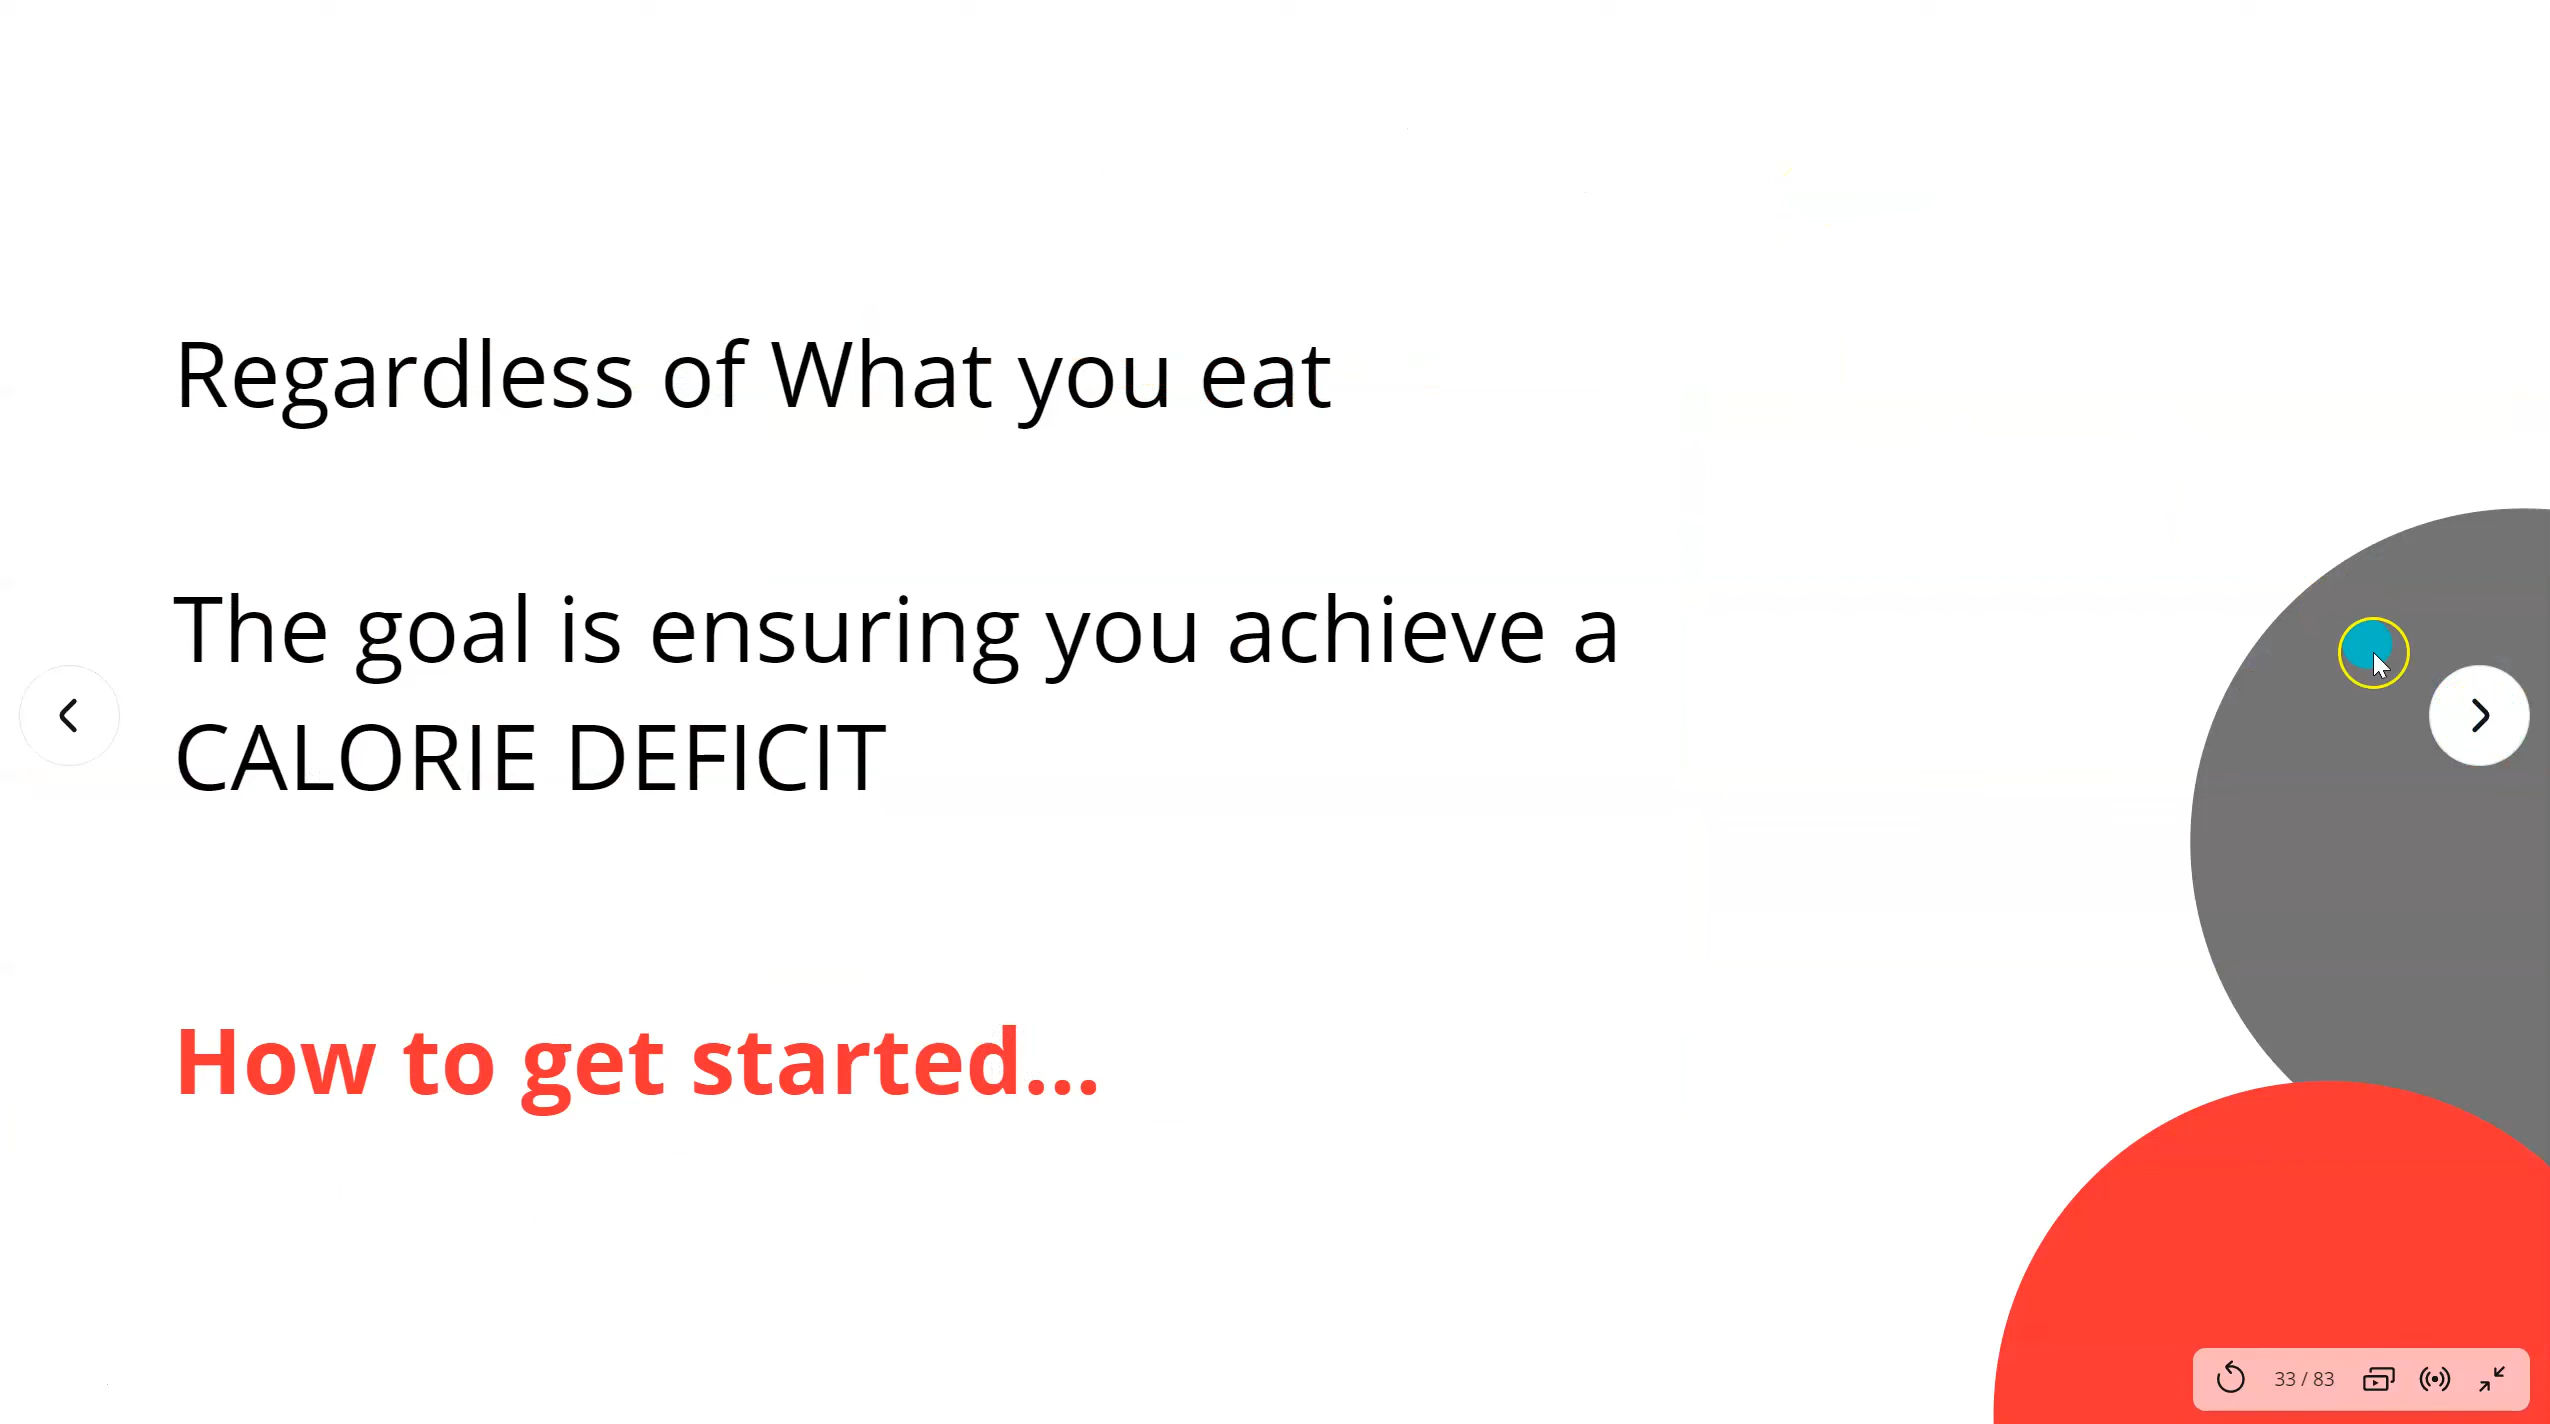 Regardless of What you eat
The goal is ensuring you achieve a
CALORIE DEFICIT
How to get started...
33 / 83